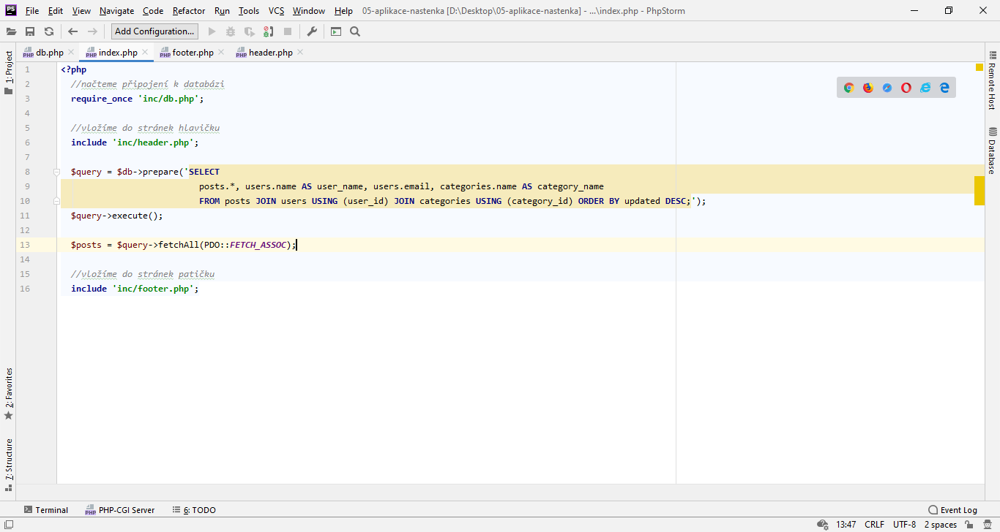 PS File Edit View Navigate Code Refactor Run Tools VCS Window Help 05-aplikace-nastenka [D:\Desktop\05-aplikace-nastenka] - ...\index.php - PhpStorm
Add Configuration...
PHP db.php PHP index.php PHP footer.php PHP header.php
1: Project
Remote Host
Database
1 <?php
2 //načteme připojení k databázi
3 require_once 'inc/db.php';
4
5 //vložíme do stránek hlavičku
6 include 'inc/header.php';
7
8 $query = $db->prepare('SELECT
9 posts.*, users.name AS user_name, users.email, categories.name AS category_name
10 FROM posts JOIN users USING (user_id) JOIN categories USING (category_id) ORDER BY updated DESC;');
11 $query->execute();
12
13 $posts = $query->fetchAll(PDO::FETCH_ASSOC);
14
15 //vložíme do stránek patičku
16 include 'inc/footer.php';
2: Favorites
7: Structure
Terminal PHP PHP-CGI Server 6: TODO Event Log
13:47 CRLF UTF-8 2 spaces